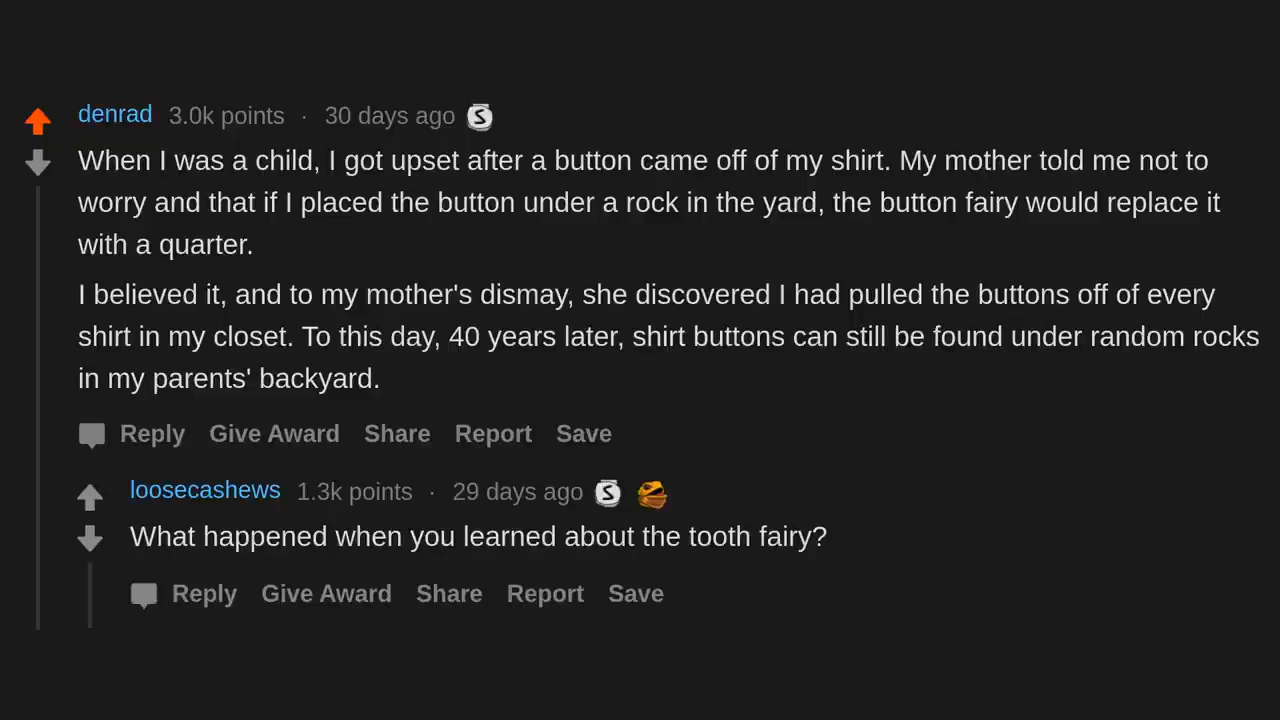 denrad 3.0k points · 30 days ago S
When I was a child, I got upset after a button came off of my shirt. My mother told me not to
worry and that if I placed the button under a rock in the yard, the button fairy would replace it
with a quarter.
I believed it, and to my mother's dismay, she discovered I had pulled the buttons off of every
shirt in my closet. To this day, 40 years later, shirt buttons can still be found under random rocks
in my parents' backyard.
Reply Give Award Share Report Save
loosecashews 1.3k points · 29 days ago S
What happened when you learned about the tooth fairy?
Reply Give Award Share Report Save